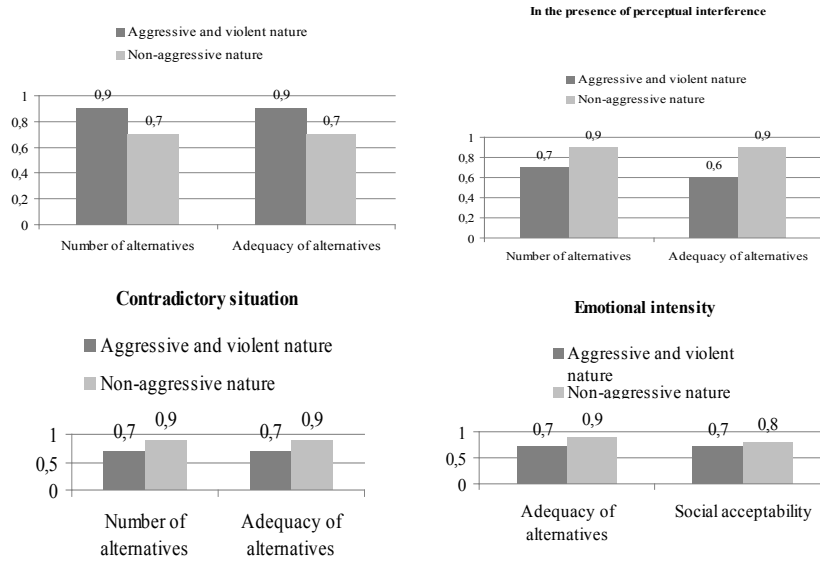 Aggressive and violent nature
Non-aggressive nature
0,9
0,7
0,9
0,7
1
0,8
0,6
0,4
0,2
0
Number of alternatives
Adequacy of alternatives
In the presence of perceptual interference
Aggressive and violent nature
Non-aggressive nature
0,7
0,9
0,6
0,9
1
0,8
0,6
0,4
0,2
0
Number of alternatives
Adequacy of alternatives
Contradictory situation
Aggressive and violent nature
Non-aggressive nature
0,7
0,9
0,7
0,9
1
0,5
0
Number of
alternatives
Adequacy of
alternatives
Emotional intensity
Aggressive and violent
nature
Non-aggressive nature
0,7
0,9
0,7
0,8
1
0,5
0
Adequacy of
alternatives
Social acceptability